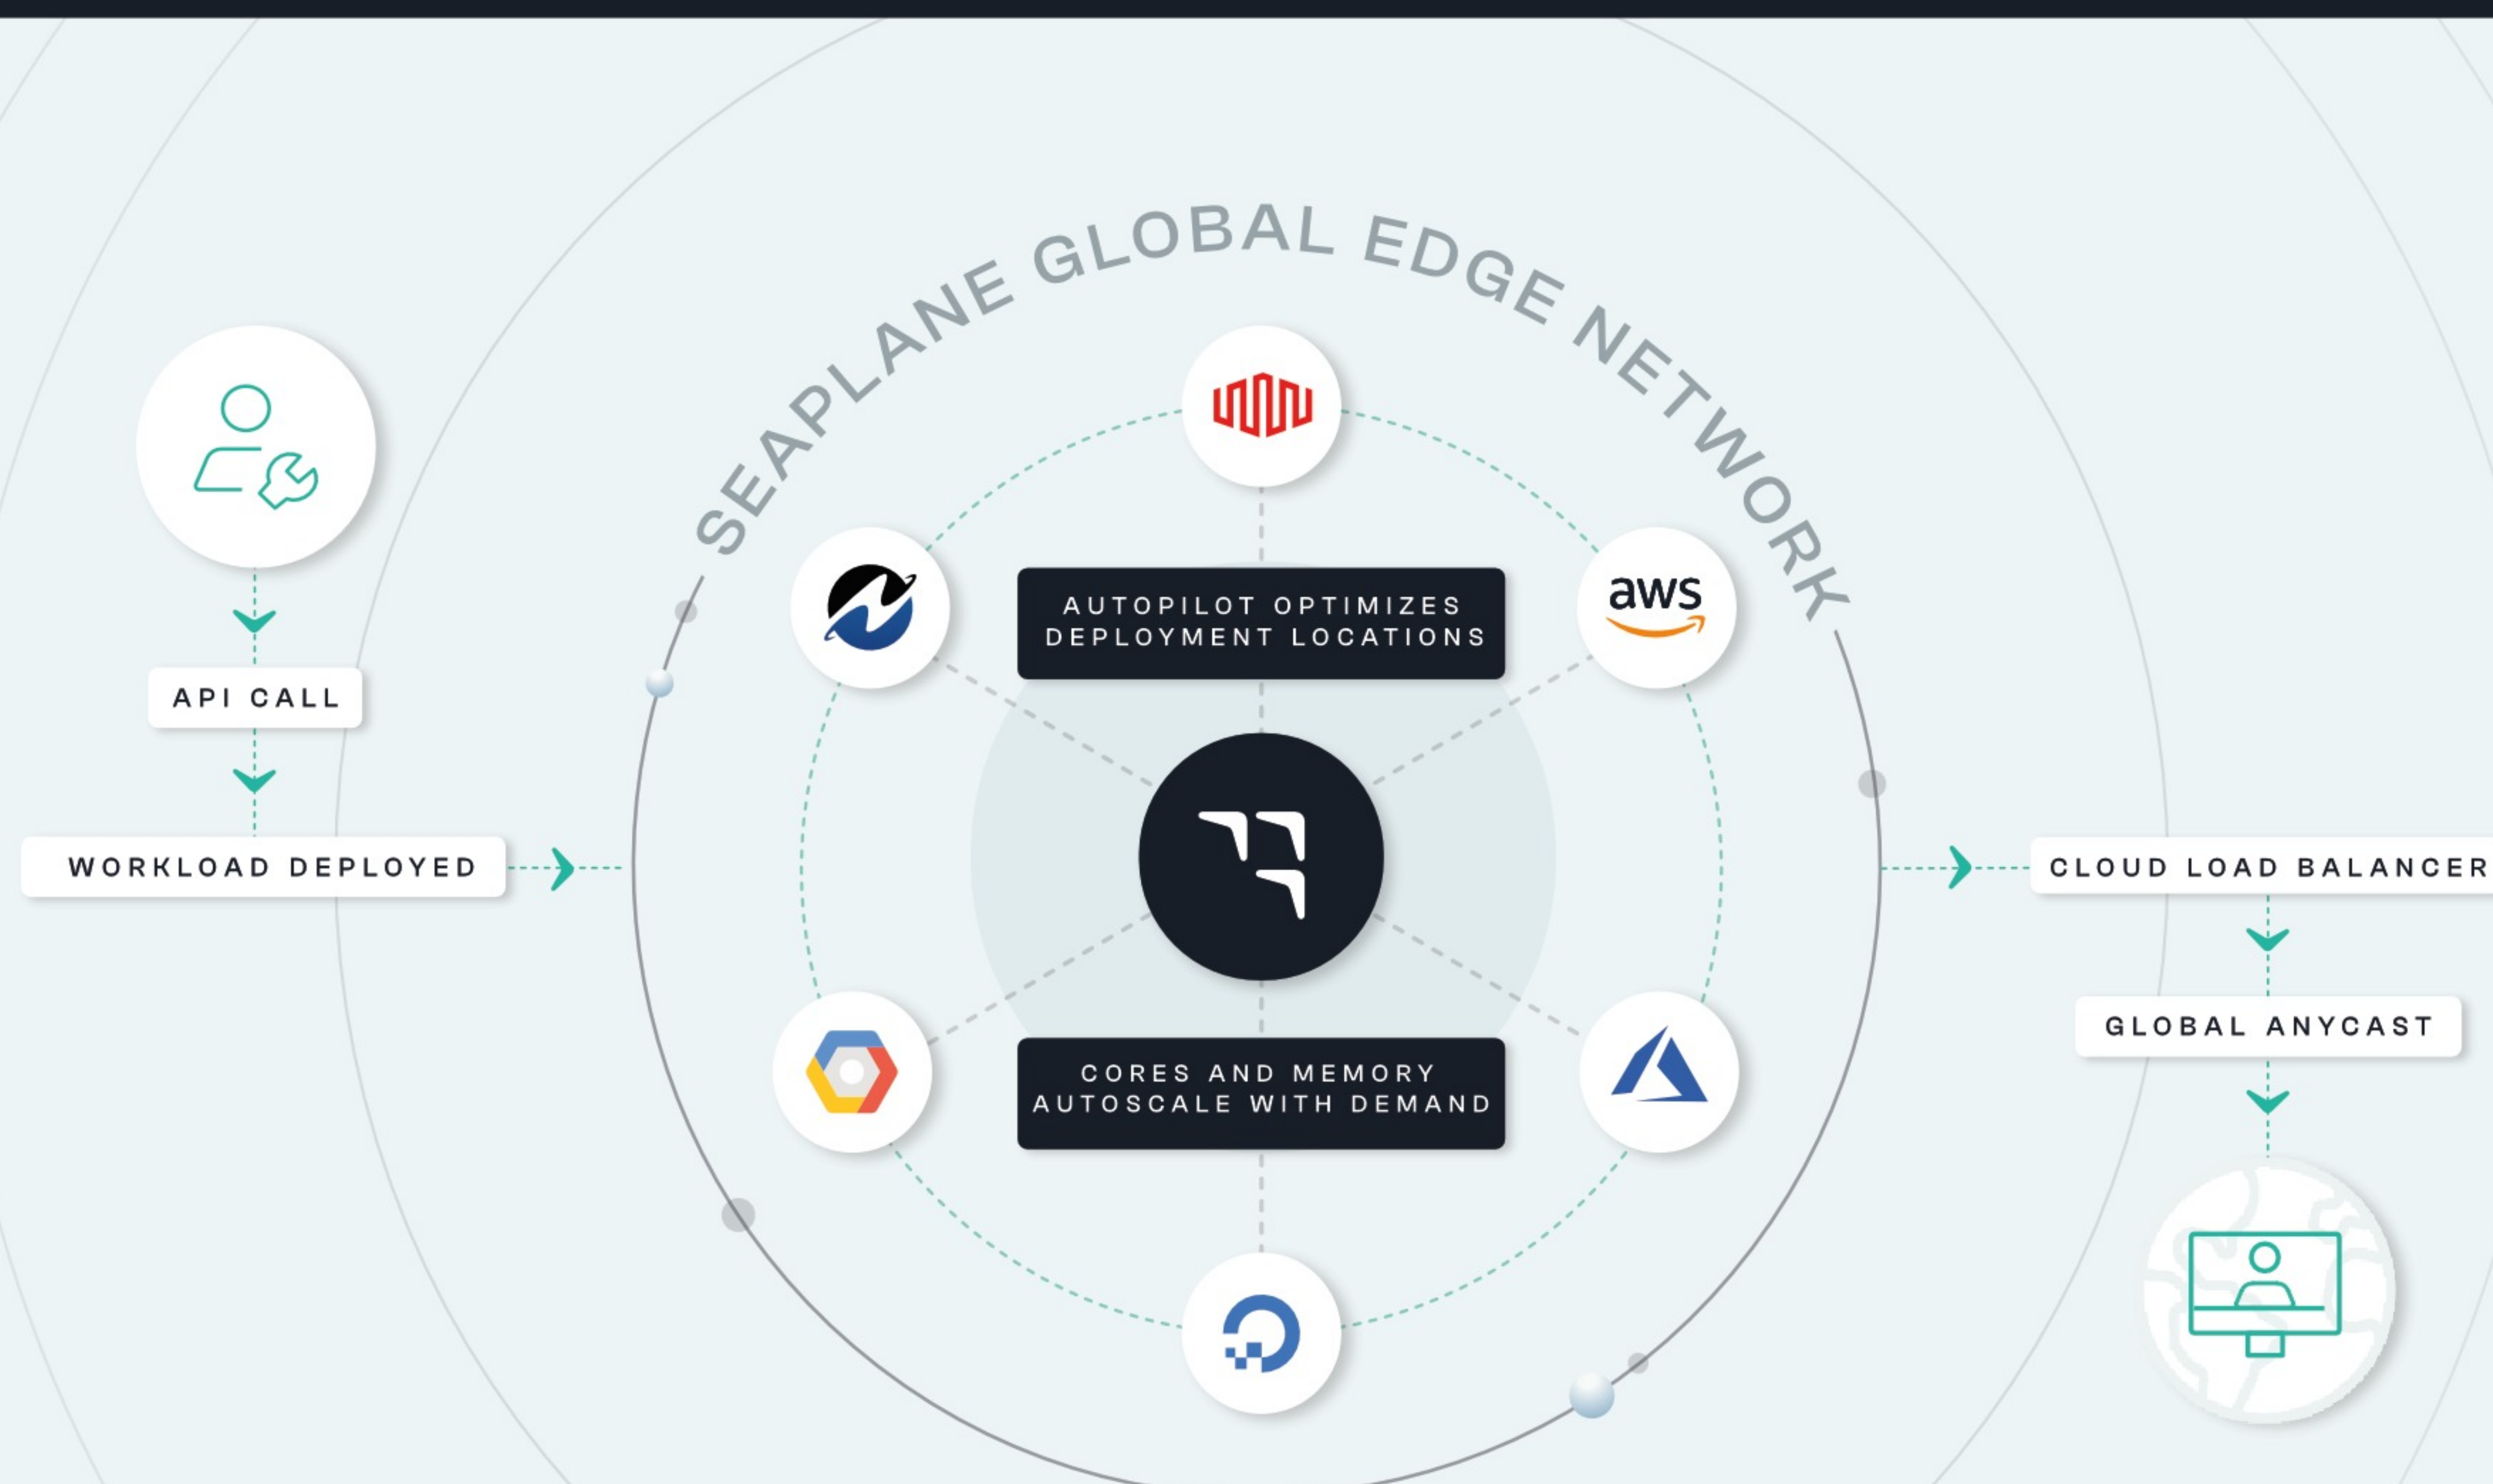 SEAPLANE GLOBAL EDGE NETWORK
AUTOPILOT OPTIMIZES
DEPLOYMENT LOCATIONS
aws
API CALL
WORKLOAD DEPLOYED
CLOUD LOAD BALANCER
GLOBAL ANYCAST
CORES AND MEMORY
AUTOSCALE WITH DEMAND